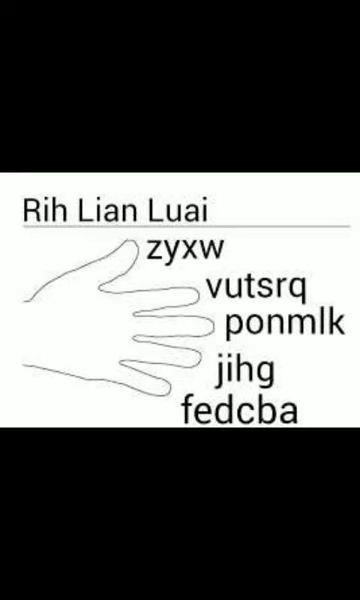 Rih Lian Luai
zyxw
vutsrq
ponmlk
jihg
fedcba